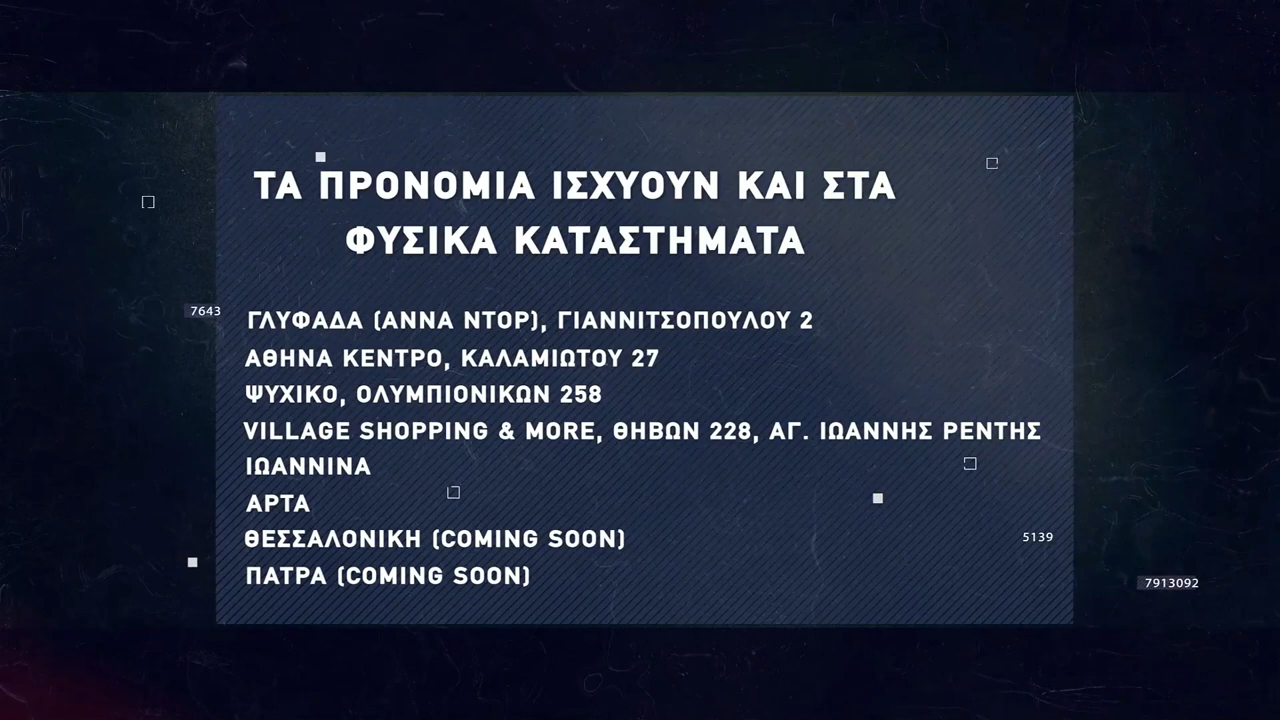 ΤΑ ΠΡΟΝΟΜΙΑ ΙΣΧΥΟΥΝ ΚΑΙ ΣΤΑ
ΦΥΣΙΚΑ ΚΑΤΑΣΤΗΜΑΤΑ
7643
ΓΛΥΦΑΔΑ (ΑΝΝΑ ΝΤΟΡ), ΓΙΑΝΝΙΤΣΟΠΟΥΛΟΥ 2
ΑΘΗΝΑ ΚΕΝΤΡΟ, ΚΑΛΑΜΙΩΤΟΥ 27
ΨΥΧΙΚΟ, ΟΛΥΜΠΙΟΝΙΚΩΝ 258
VILLAGE SHOPPING & MORE, ΘΗΒΩΝ 228, ΑΓ. ΙΩΑΝΝΗΣ ΡΕΝΤΗΣ
ΙΩΑΝΝΙΝΑ
ΑΡΤΑ
ΘΕΣΣΑΛΟΝΙΚΗ (COMING SOON)
5139
ΠΑΤΡΑ (COMING SOON)
7913092